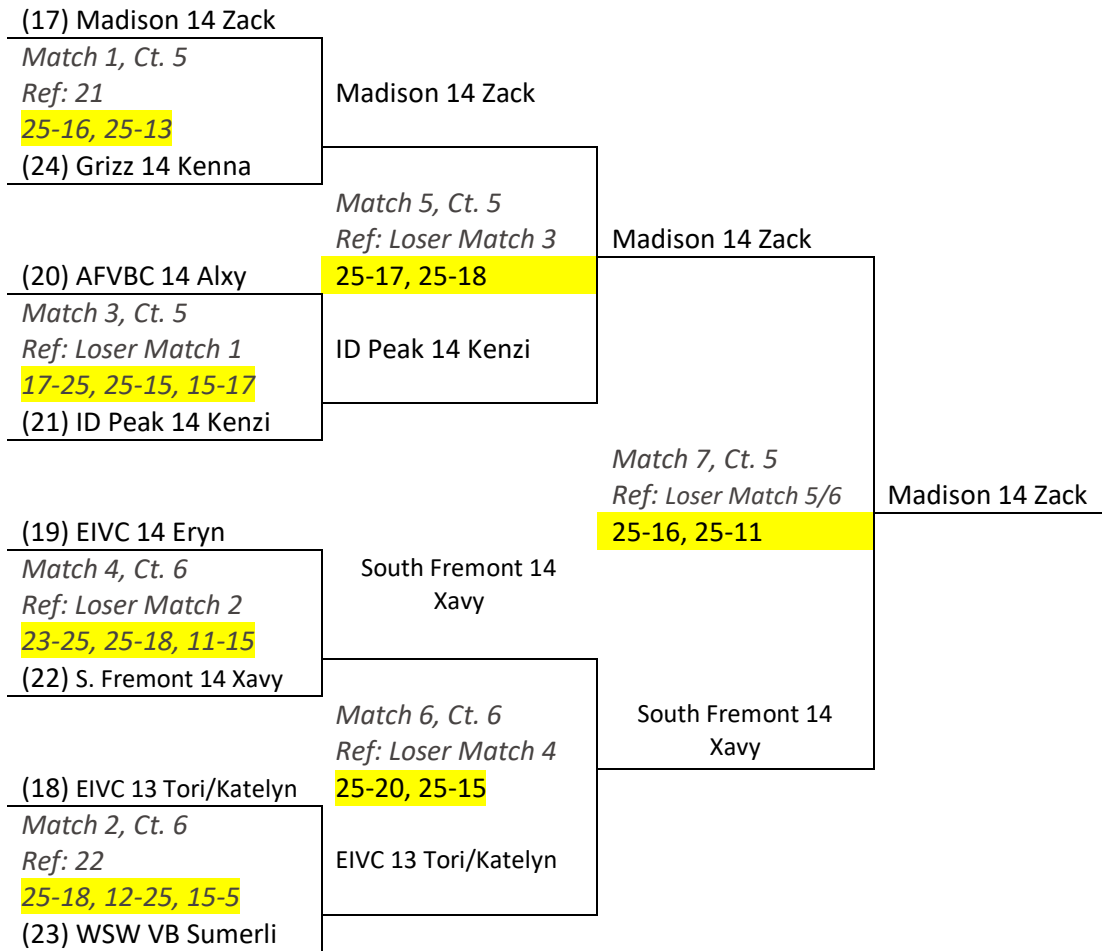 (17) Madison 14 Zack
Match 1, Ct. 5
Ref: 21
25-16, 25-13
(24) Grizz 14 Kenna
Madison 14 Zack
Match 5, Ct. 5
Ref: Loser Match 3
25-17, 25-18
(20) AFVBC 14 Alxy
Match 3, Ct. 5
Ref: Loser Match 1
17-25, 25-15, 15-17
(21) ID Peak 14 Kenzi
ID Peak 14 Kenzi
Madison 14 Zack
Match 7, Ct. 5
Ref: Loser Match 5/6
25-16, 25-11
Madison 14 Zack
(19) EIVC 14 Eryn
Match 4, Ct. 6
Ref: Loser Match 2
23-25, 25-18, 11-15
(22) S. Fremont 14 Xavy
South Fremont 14
Xavy
Match 6, Ct. 6
Ref: Loser Match 4
25-20, 25-15
South Fremont 14
Xavy
(18) EIVC 13 Tori/Katelyn
Match 2, Ct. 6
Ref: 22
25-18, 12-25, 15-5
(23) WSW VB Sumerli
EIVC 13 Tori/Katelyn